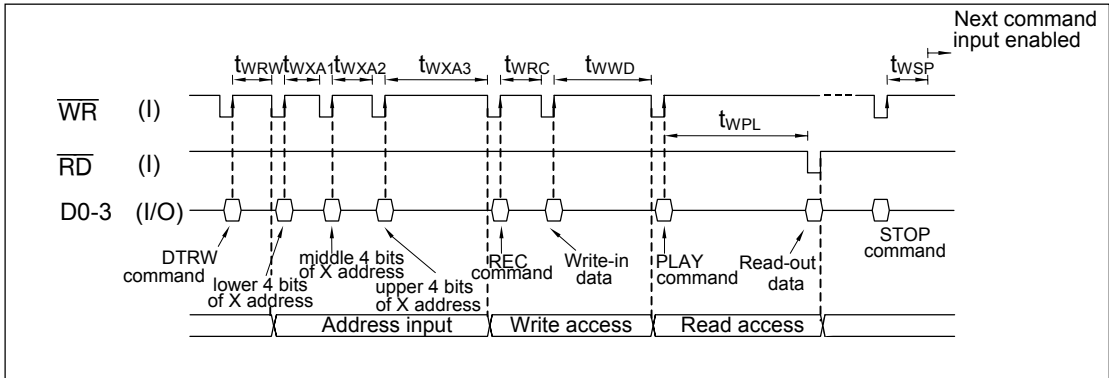 Next command
input enabled
tWRW tWXA1 tWXA2 tWXA3 tWRC tWWD tWSP
WR (I)
tWPL
RD (I)
D0-3 (I/O)
DTRW
command
lower 4 bits
of X address
middle 4 bits
of X address
upper 4 bits
of X address
REC
command
Write-in
data
PLAY
command
Read-out
data
STOP
command
Address input Write access Read access